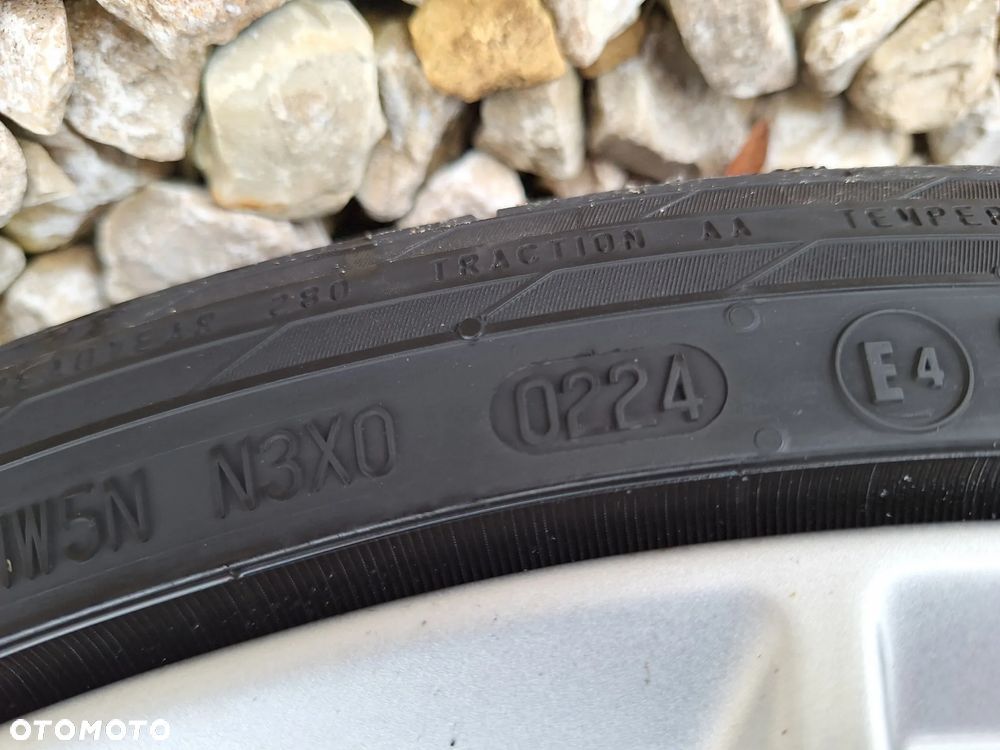 280 TRACTION AA TEMPER
W5N N3X0 0224 E4
OTOMOTO